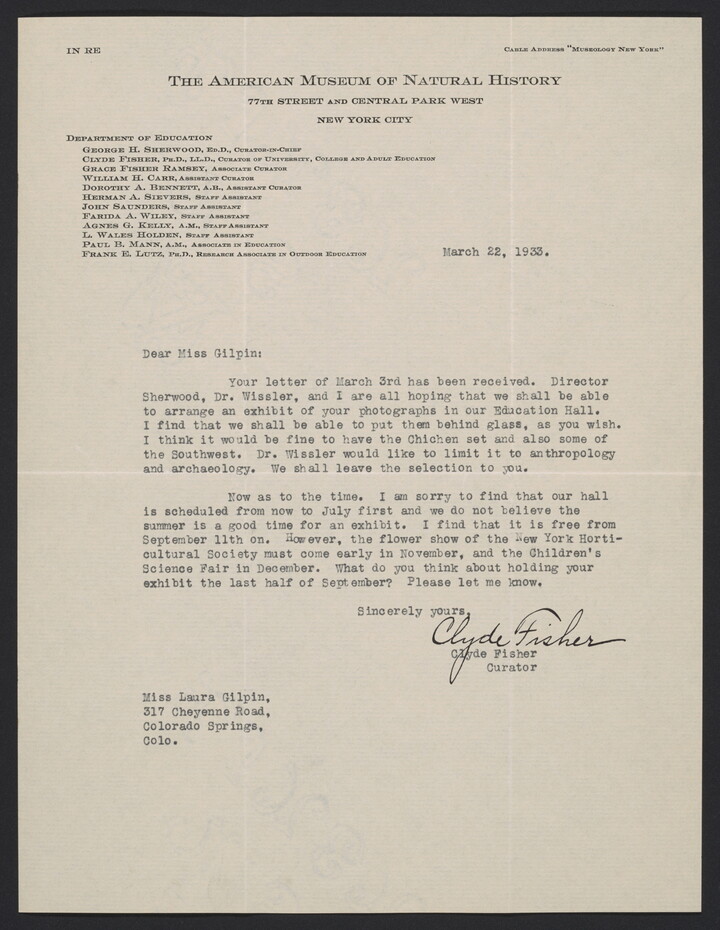 IN RE
CABLE ADDRESS "MUSEOLOGY NEW YORK"
THE AMERICAN MUSEUM OF NATURAL HISTORY
77TH STREET AND CENTRAL PARK WEST
NEW YORK CITY
DEPARTMENT OF EDUCATION
GEORGE H. SHERWOOD, ED.D., CURATOR-IN-CHIEF
CLYDE FISHER, PH.D., LL.D., CURATOR OF UNIVERSITY, COLLEGE AND ADULT EDUCATION
GRACE FISHER RAMSEY, ASSOCIATE CURATOR
WILLIAM H. CARR, ASSISTANT CURATOR
DOROTHY A. BENNETT, A.B., ASSISTANT CURATOR
HERMAN A. SIEVERS, STAFF ASSISTANT
JOHN SAUNDERS, STAFF ASSISTANT
FARIDA A. WILEY, STAFF ASSISTANT
AGNES G. KELLY, A.M., STAFF ASSISTANT
L. WALES HOLDEN, STAFF ASSISTANT
PAUL B. MANN, A.M., ASSOCIATE IN EDUCATION
FRANK E. LUTZ, PH.D., RESEARCH ASSOCIATE IN OUTDOOR EDUCATION
March 22, 1933.
Dear Miss Gilpin:
Your letter of March 3rd has been received. Director
Sherwood, Dr. Wissler, and I are all hoping that we shall be able
to arrange an exhibit of your photographs in our Education Hall.
I find that we shall be able to put them behind glass, as you wish.
I think it would be fine to have the Chichen set and also some of
the Southwest. Dr. Wissler would like to limit it to anthropology
and archaeology. We shall leave the selection to you.
Now as to the time. I am sorry to find that our hall
is scheduled from now to July first and we do not believe the
summer is a good time for an exhibit. I find that it is free from
September 11th on. However, the flower show of the New York Horti-
cultural Society must come early in November, and the Children's
Science Fair in December. What do you think about holding your
exhibit the last half of September? Please let me know.
Sincerely yours,
Clyde Fisher
Clyde Fisher
Curator
Miss Laura Gilpin,
317 Cheyenne Road,
Colorado Springs,
Colo.